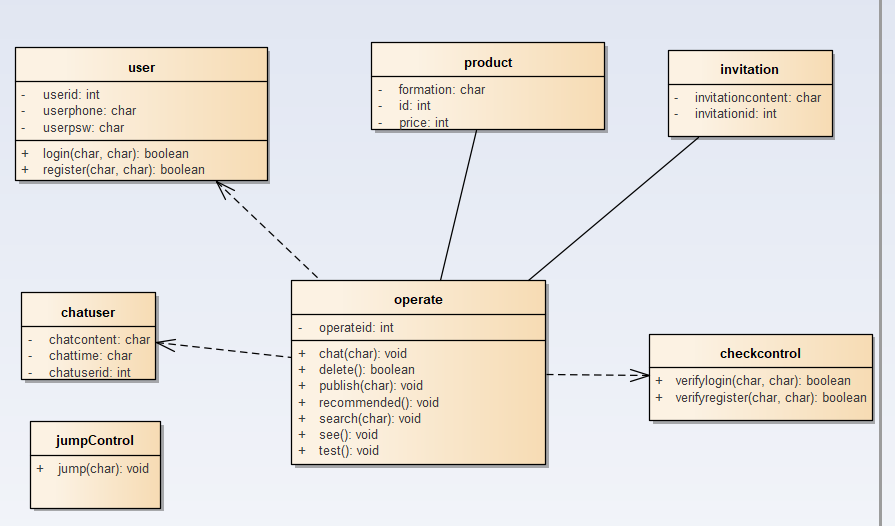 user
- userid: int
- userphone: char
- userpsw: char
+ login(char, char): boolean
+ register(char, char): boolean
product
- formation: char
- id: int
- price: int
invitation
- invitationcontent: char
- invitationid: int
chatuser
- chatcontent: char
- chattime: char
- chatuserid: int
operate
- operateid: int
+ chat(char): void
+ delete(): boolean
+ publish(char): void
+ recommended(): void
+ search(char): void
+ see(): void
+ test(): void
checkcontrol
+ verifylogin(char, char): boolean
+ verifyregister(char, char): boolean
jumpControl
+ jump(char): void